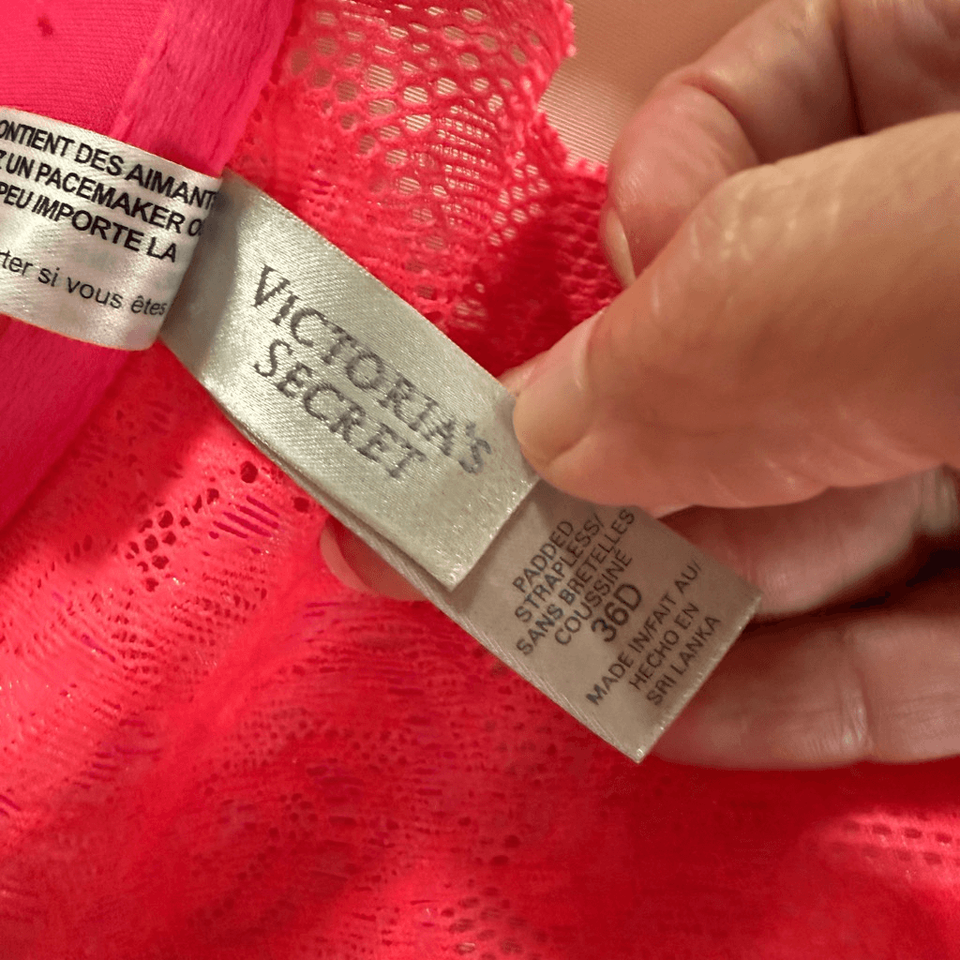 ONTIENT DES AIMANT
Z UN PACEMAKER O
PEU IMPORTE LA
rter si vous êtes
VICTORIA'S
SECRET
PADDED
STRAPLESS/
SANS BRETELLES
COUSSINE
36D
MADE IN/FAIT AU/
HECHO EN
SRI LANKA